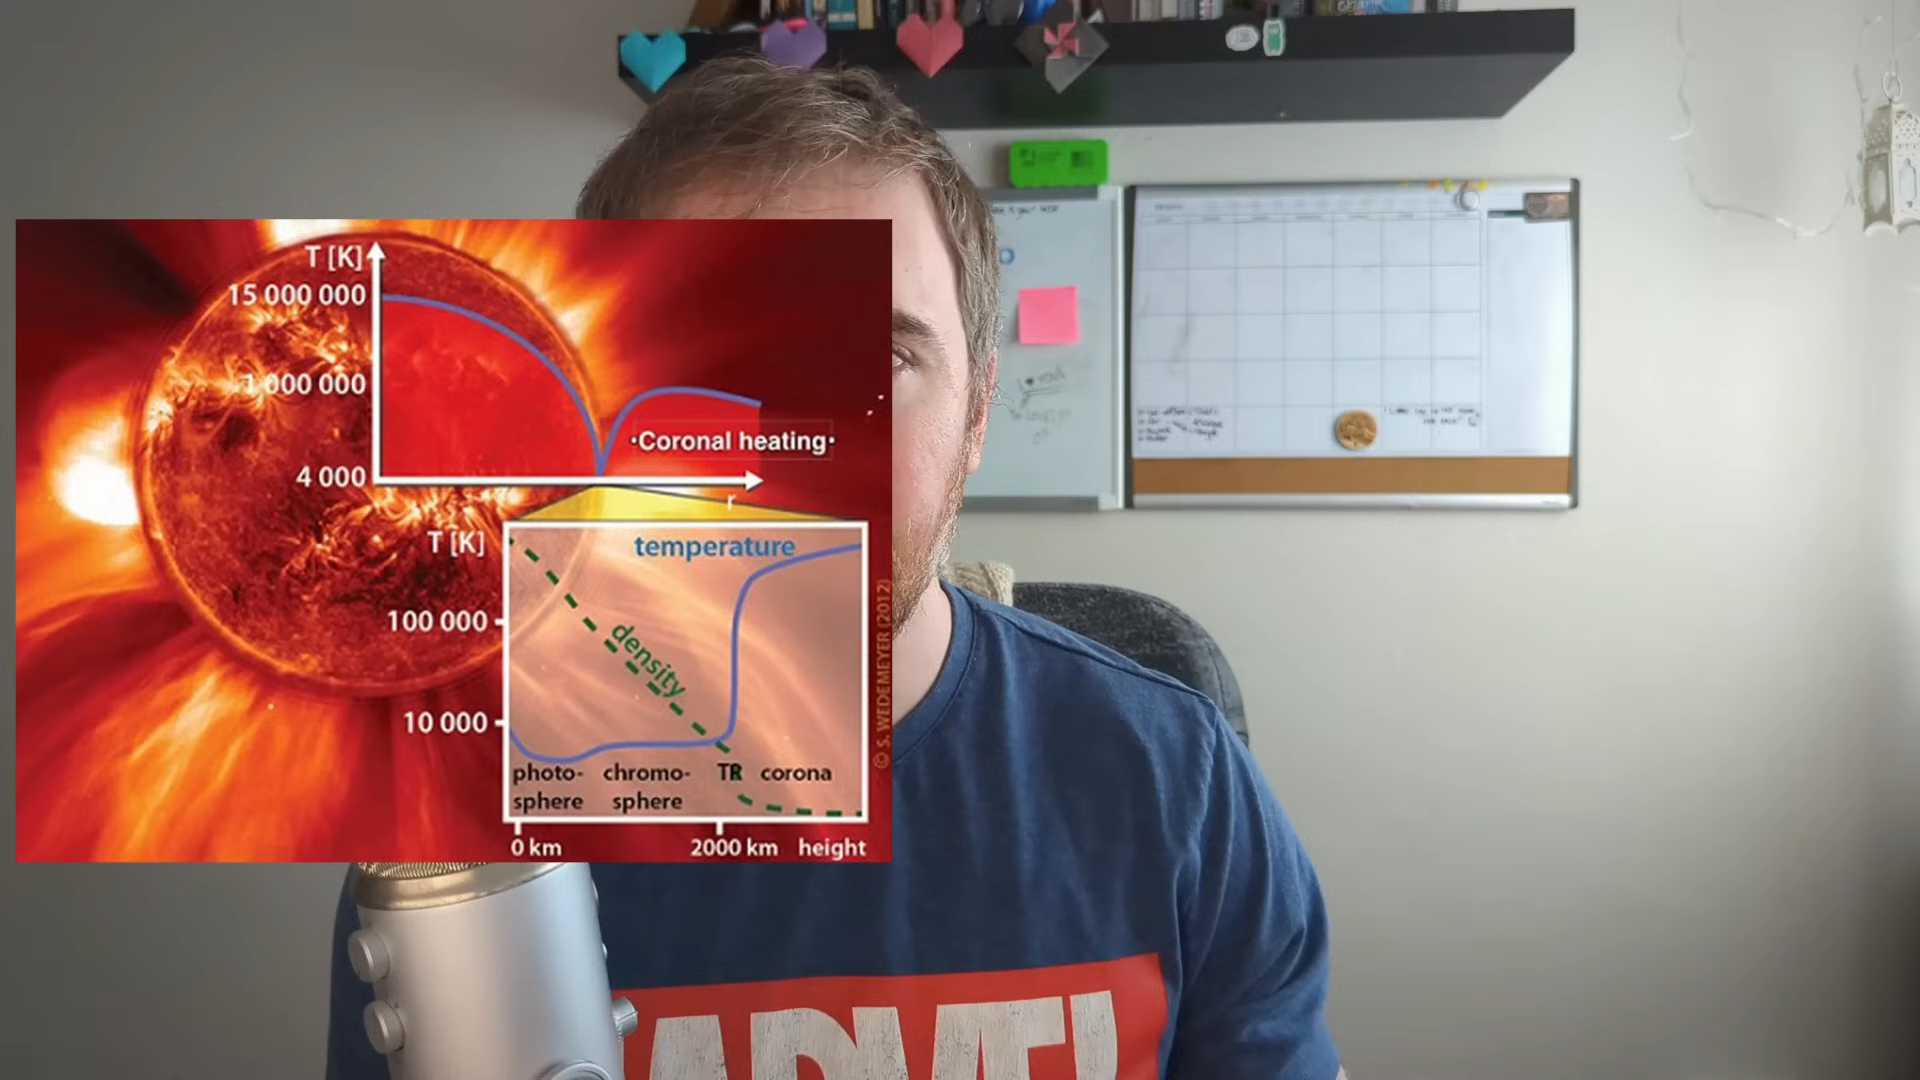 T [K]
15 000 000
1 000 000
·Coronal heating·
4 000
r
T [K]
temperature
100 000
density
10 000
photo-
sphere
chromo-
sphere
TR
corona
0 km
2000 km
height
© S. WEDEMEYER (2012)
MARVEL